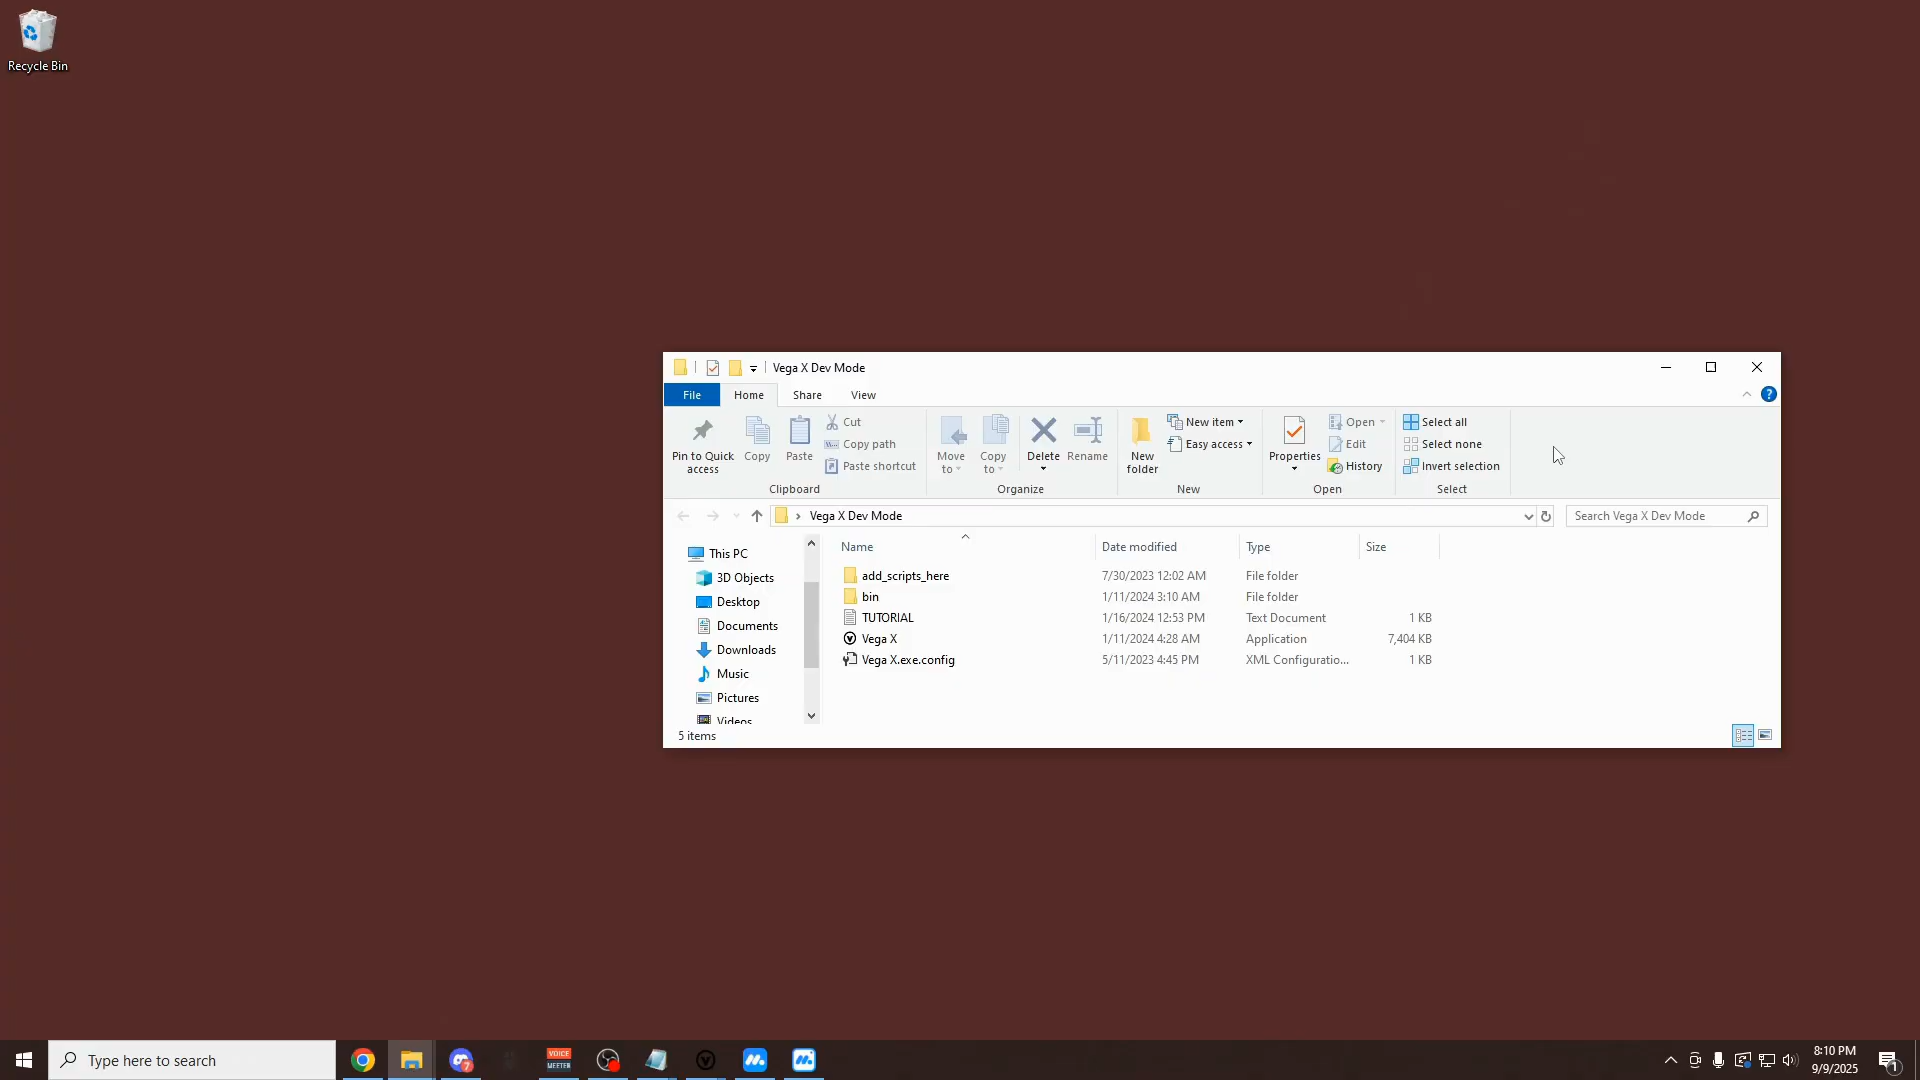 Recycle Bin
Vega X Dev Mode
File Home Share View
Pin to Quick access
Copy
Paste
Cut
Copy path
Paste shortcut
Clipboard
Move to
Copy to
Delete
Rename
Organize
New folder
New item
Easy access
New
Properties
Open
Edit
History
Open
Select all
Select none
Invert selection
Select
Vega X Dev Mode
Search Vega X Dev Mode
This PC
3D Objects
Desktop
Documents
Downloads
Music
Pictures
Videos
Name Date modified Type Size
add_scripts_here 7/30/2023 12:02 AM File folder
bin 1/11/2024 3:10 AM File folder
TUTORIAL 1/16/2024 12:53 PM Text Document 1 KB
Vega X 1/11/2024 4:28 AM Application 7,404 KB
Vega X.exe.config 5/11/2023 4:45 PM XML Configuratio... 1 KB
5 items
Type here to search
7
VOICE
MEETER
8:10 PM
9/9/2025
1